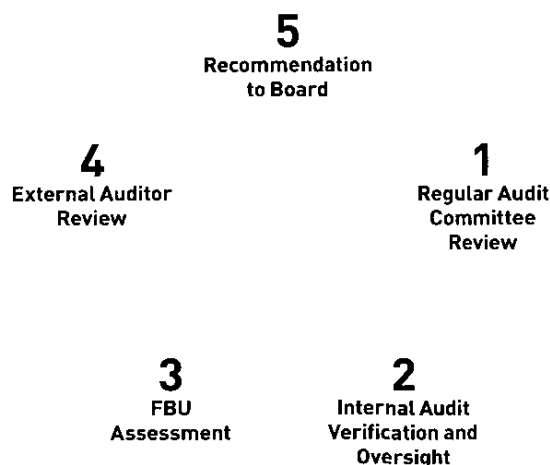 5
Recommendation
to Board
4
External Auditor
Review
1
Regular Audit
Committee
Review
3
FBU
Assessment
2
Internal Audit
Verification and
Oversight